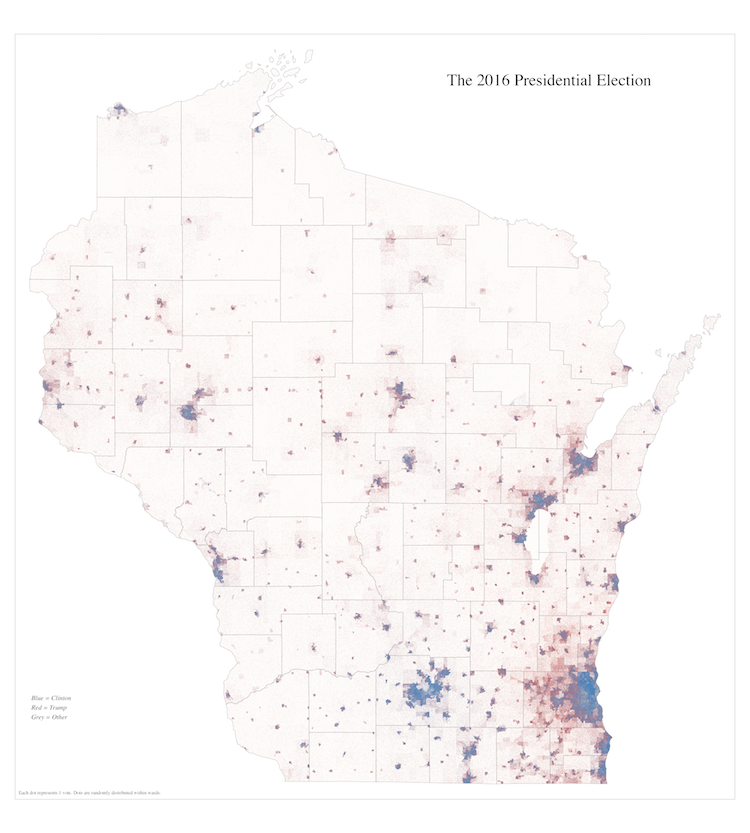 The 2016 Presidential Election
Blue = Clinton
Red = Trump
Grey = Other
Each dot represents 1 vote. Dots are randomly distributed within wards.